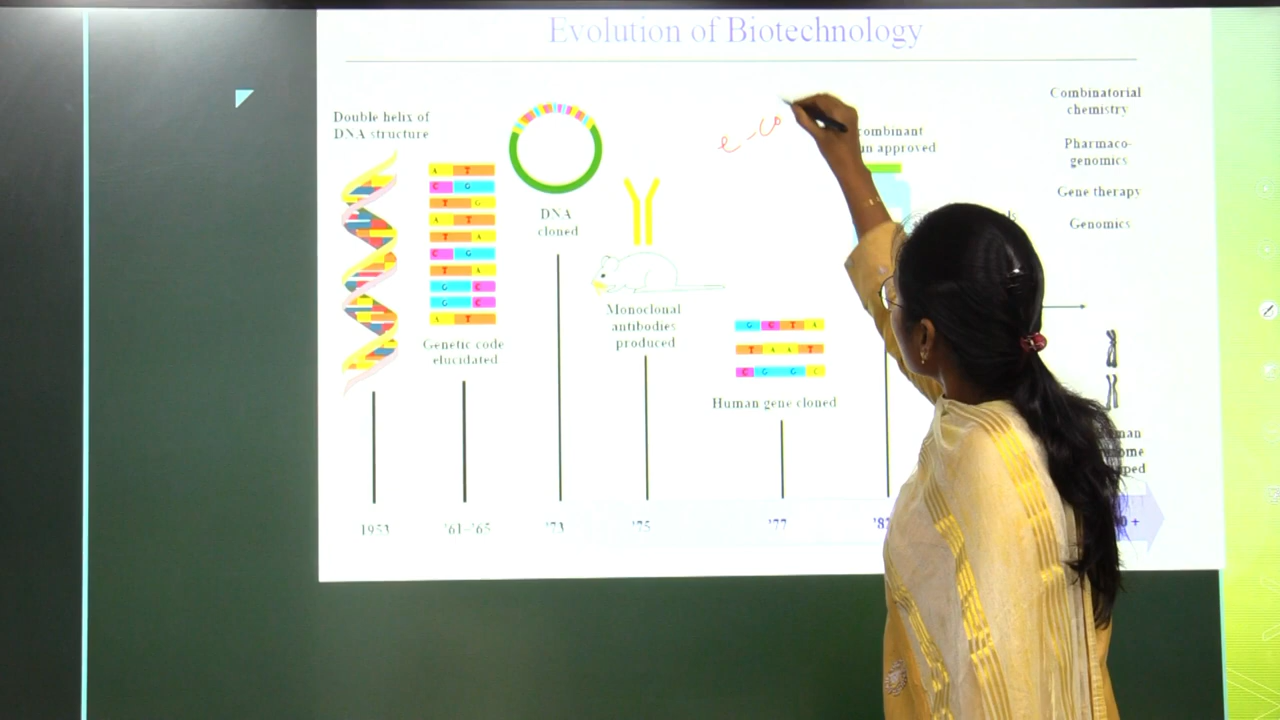 Evolution of Biotechnology
Double helix of
DNA structure
A T
C G
T G
A T
T A
C G
T A
G C
G C
A T
Genetic code
elucidated
DNA
cloned
Monoclonal
antibodies
produced
G G T A
T A A T
C G G C
Human gene cloned
e-co
combinant
approved
Combinatorial
chemistry
Pharmaco-
genomics
Gene therapy
Genomics
1953
'61–'65
'73
'75
'77